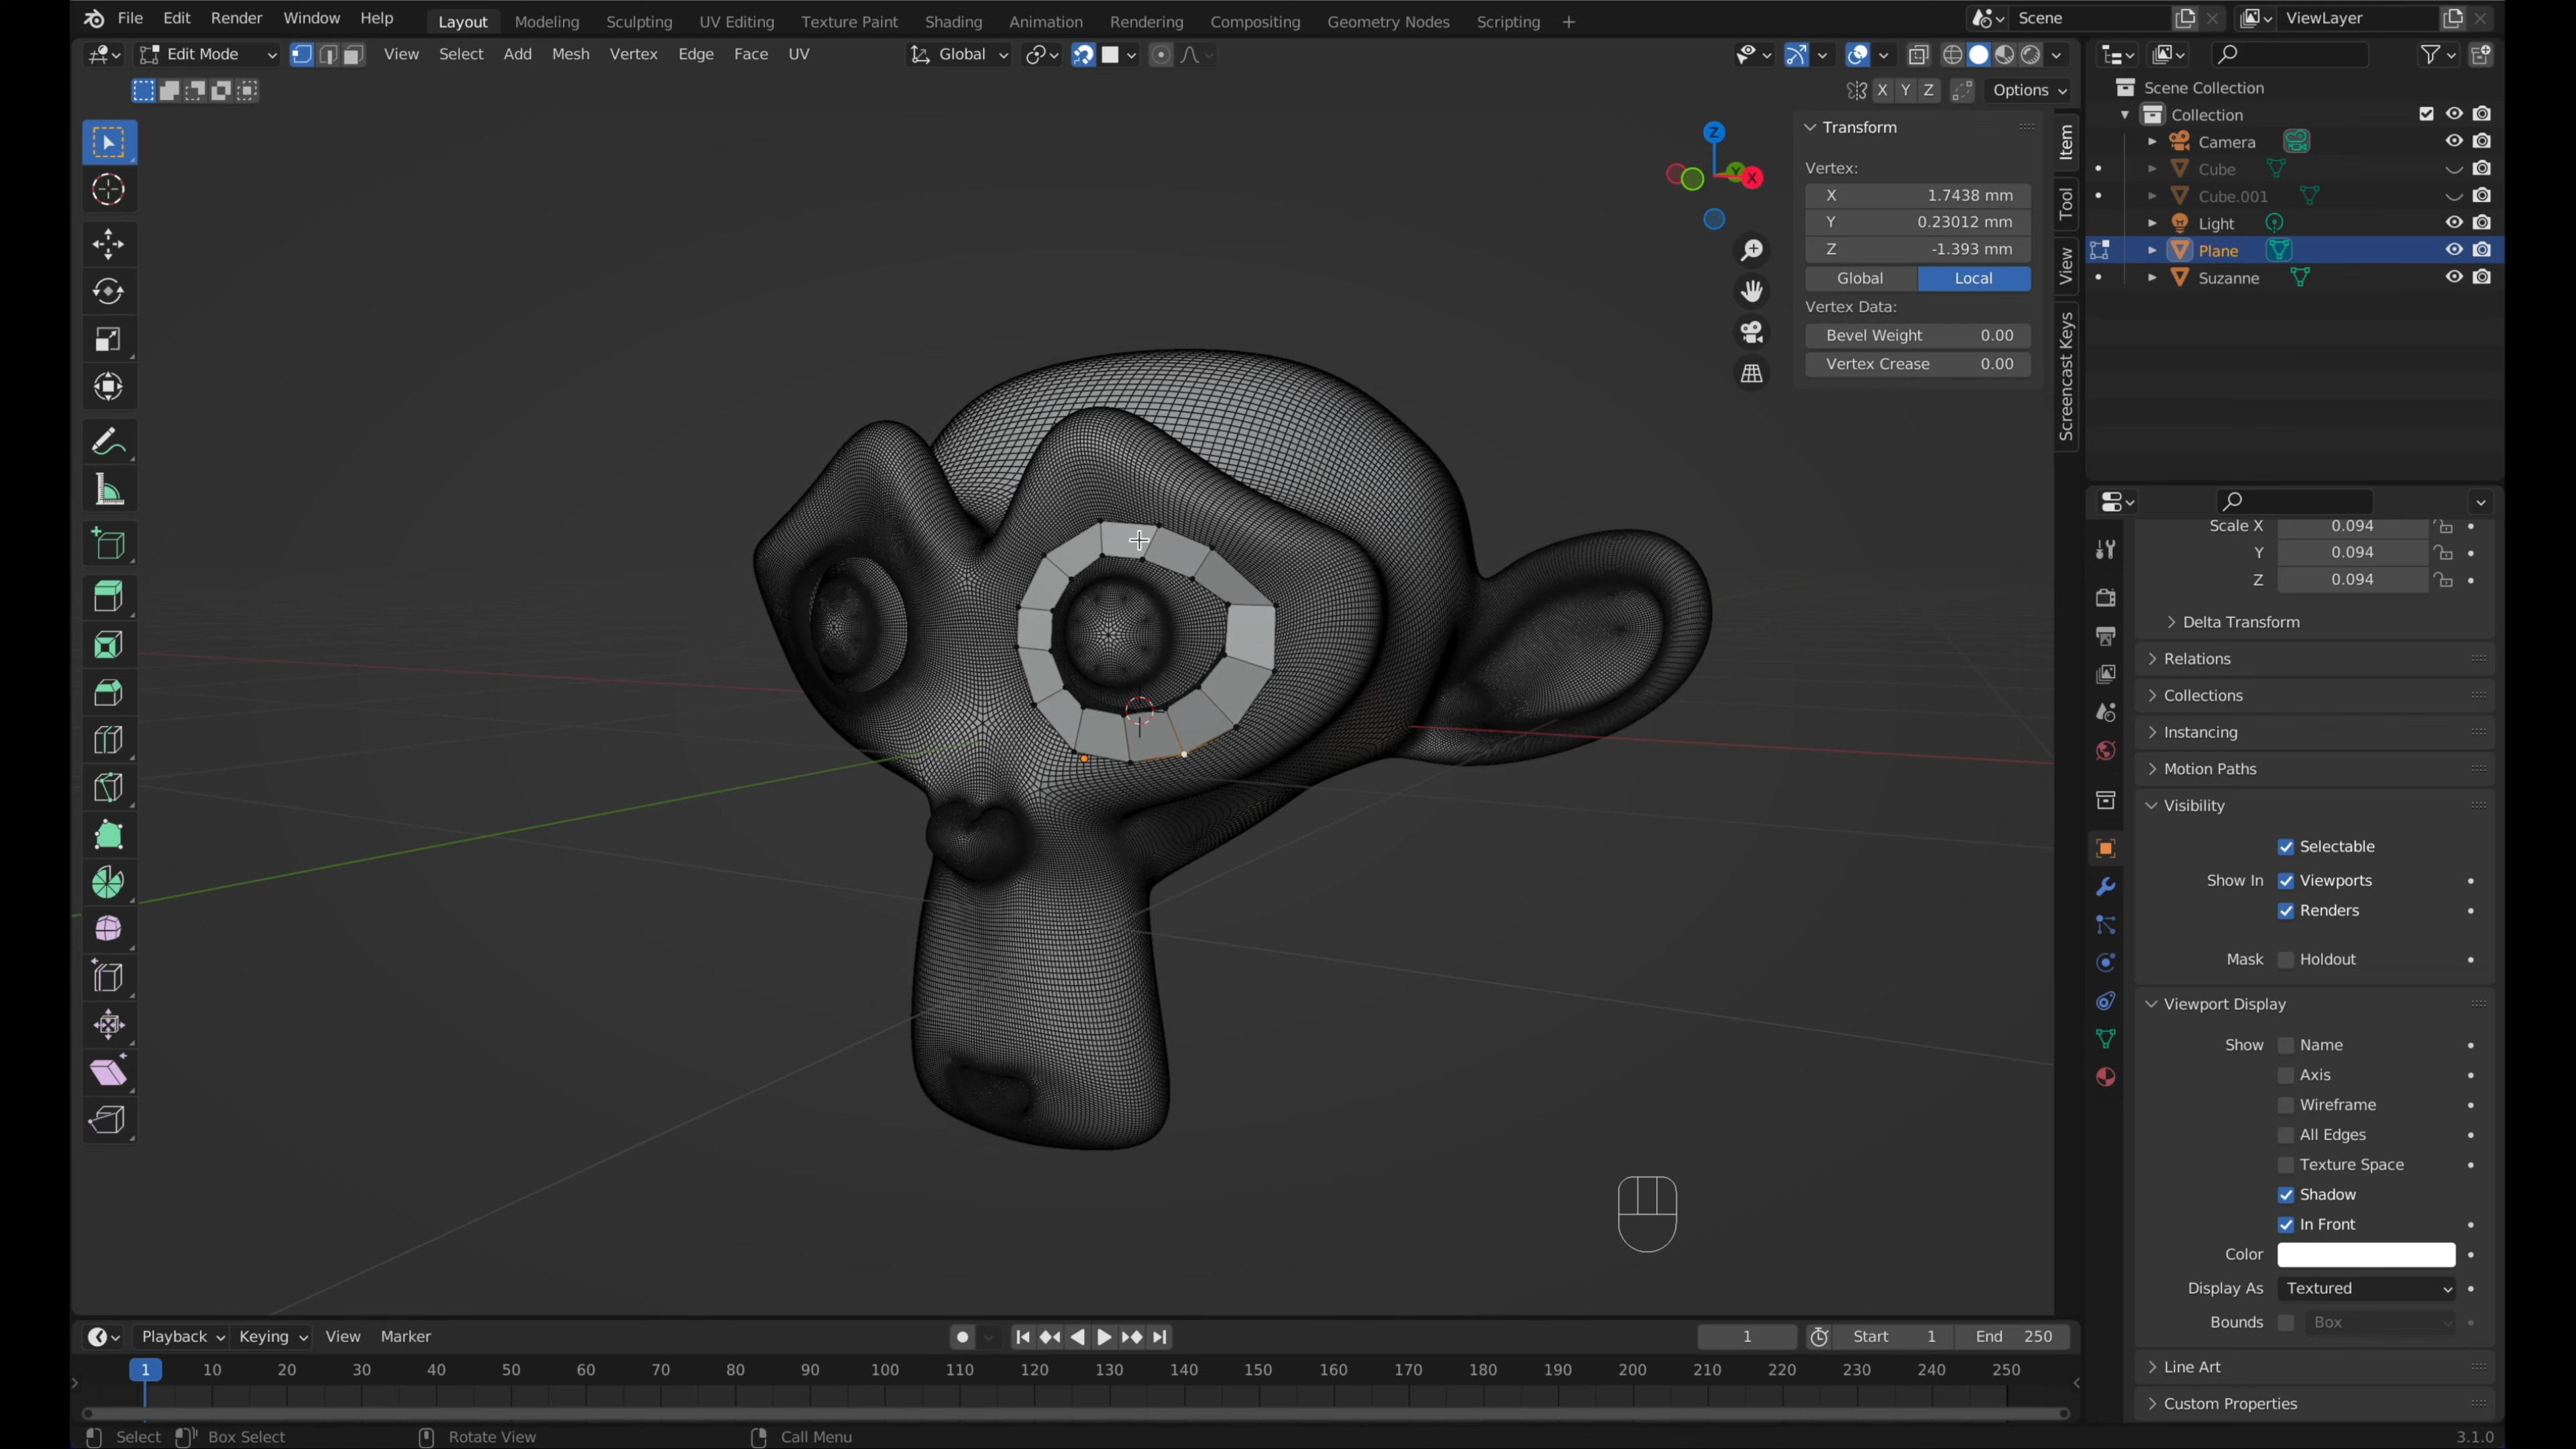 File Edit Render Window Help Layout Modeling Sculpting UV Editing Texture Paint Shading Animation Rendering Compositing Geometry Nodes Scripting + Scene ViewLayer
Edit Mode View Select Add Mesh Vertex Edge Face UV Global
X Y Z Options
Z Y X
Transform
Vertex:
X 1.7438 mm
Y 0.23012 mm
Z -1.393 mm
Global Local
Vertex Data:
Bevel Weight 0.00
Vertex Crease 0.00
Item
Tool
View
Screencast Keys
Scene Collection
Collection
Camera
Cube
Cube.001
Light
Plane
Suzanne
Scale X 0.094
Y 0.094
Z 0.094
Delta Transform
Relations
Collections
Instancing
Motion Paths
Visibility
Selectable
Show In Viewports
Renders
Mask Holdout
Viewport Display
Show Name
Axis
Wireframe
All Edges
Texture Space
Shadow
In Front
Color
Display As Textured
Bounds Box
Line Art
Custom Properties
Playback Keying View Marker 1 Start 1 End 250
1 10 20 30 40 50 60 70 80 90 100 110 120 130 140 150 160 170 180 190 200 210 220 230 240 250
Select Box Select Rotate View Call Menu 3.1.0